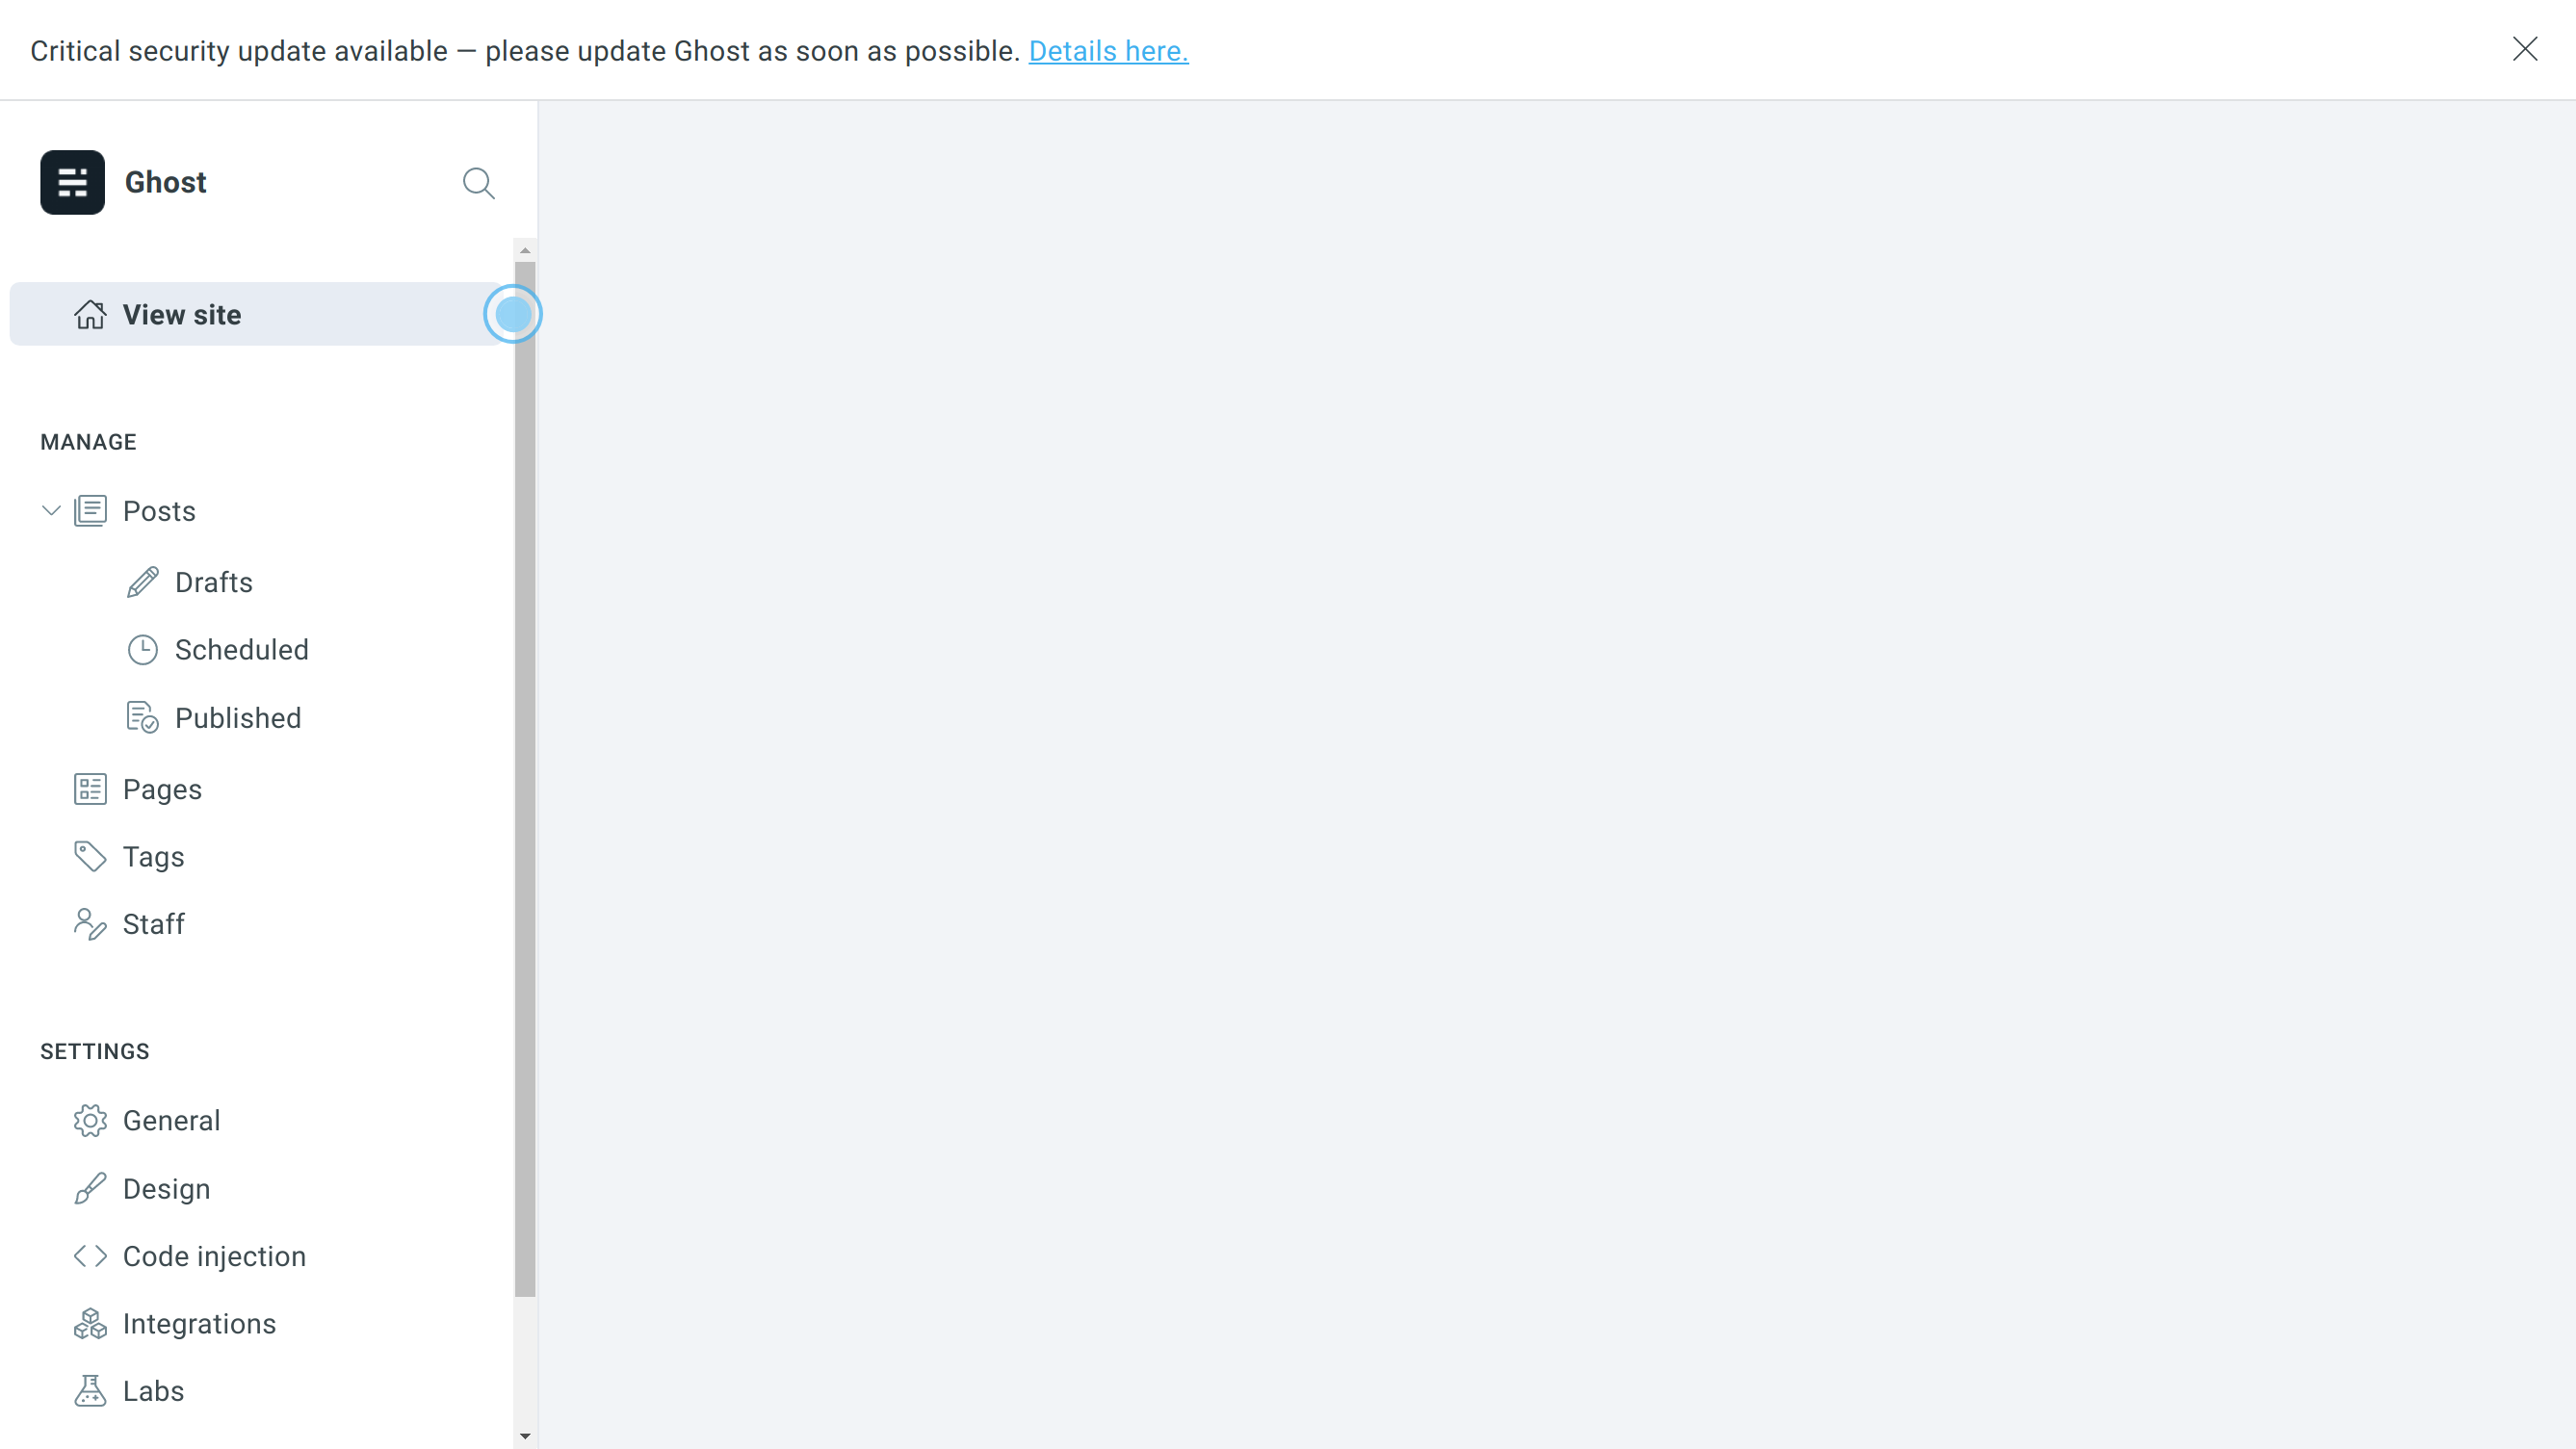 Critical security update available — please update Ghost as soon as possible. Details here.
Ghost
View site
MANAGE
Posts
Drafts
Scheduled
Published
Pages
Tags
Staff
SETTINGS
General
Design
Code injection
Integrations
Labs